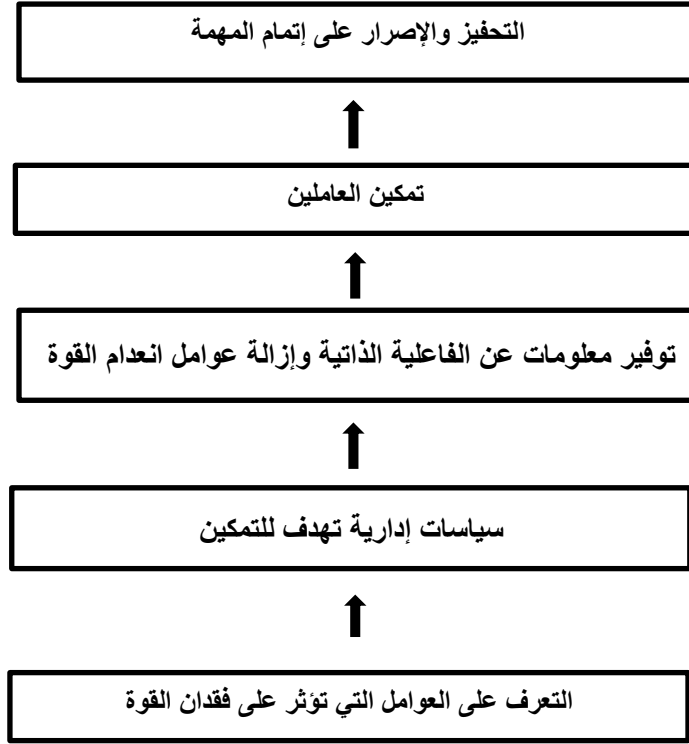 التحفيز والإصرار على إتمام المهمة
تمكين العاملين
توفير معلومات عن الفاعلية الذاتية وإزالة عوامل انعدام القوة
سياسات إدارية تهدف للتمكين
التعرف على العوامل التي تؤثر على فقدان القوة